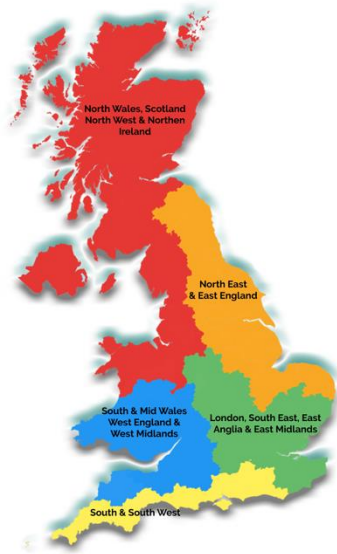 North Wales, Scotland
North West & Northen
Ireland
North East
& East England
South & Mid Wales
West England &
West Midlands
London, South East, East
Anglia & East Midlands
South & South West